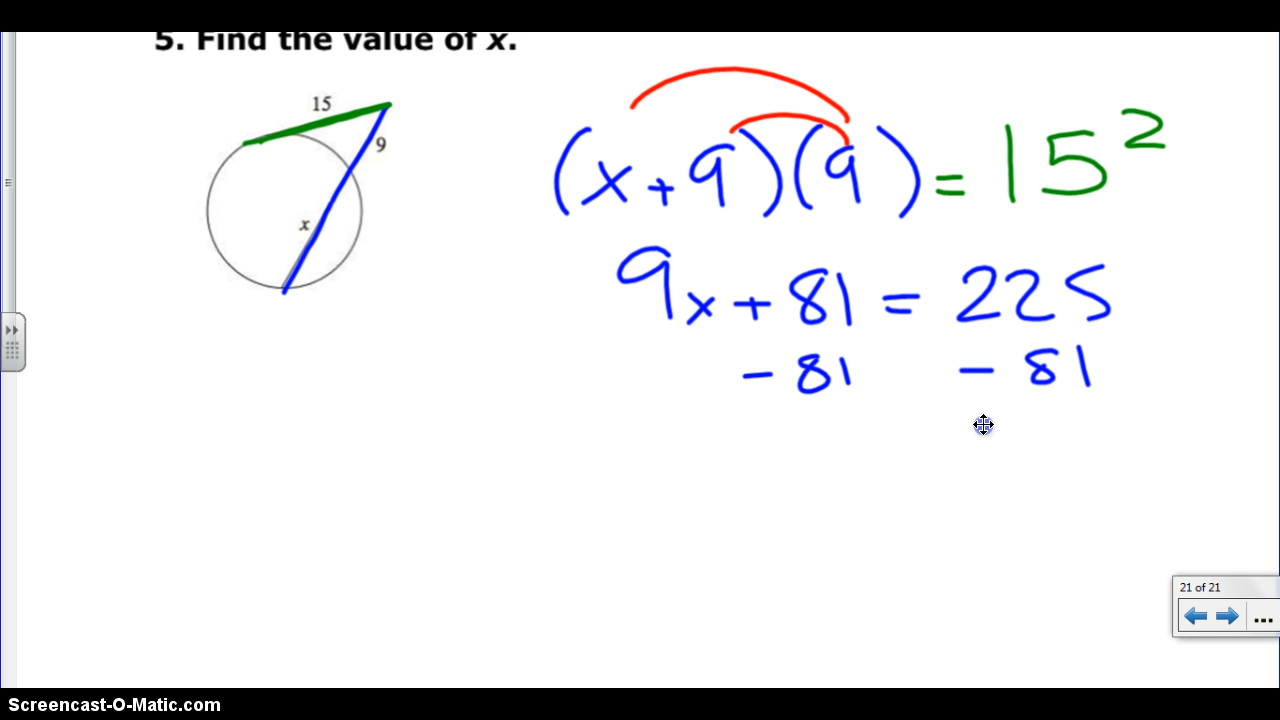 5. Find the value of x.
15
9
x
(x+9)(9) = 15²
9x + 81 = 225
- 81 - 81
21 of 21
...
Screencast-O-Matic.com